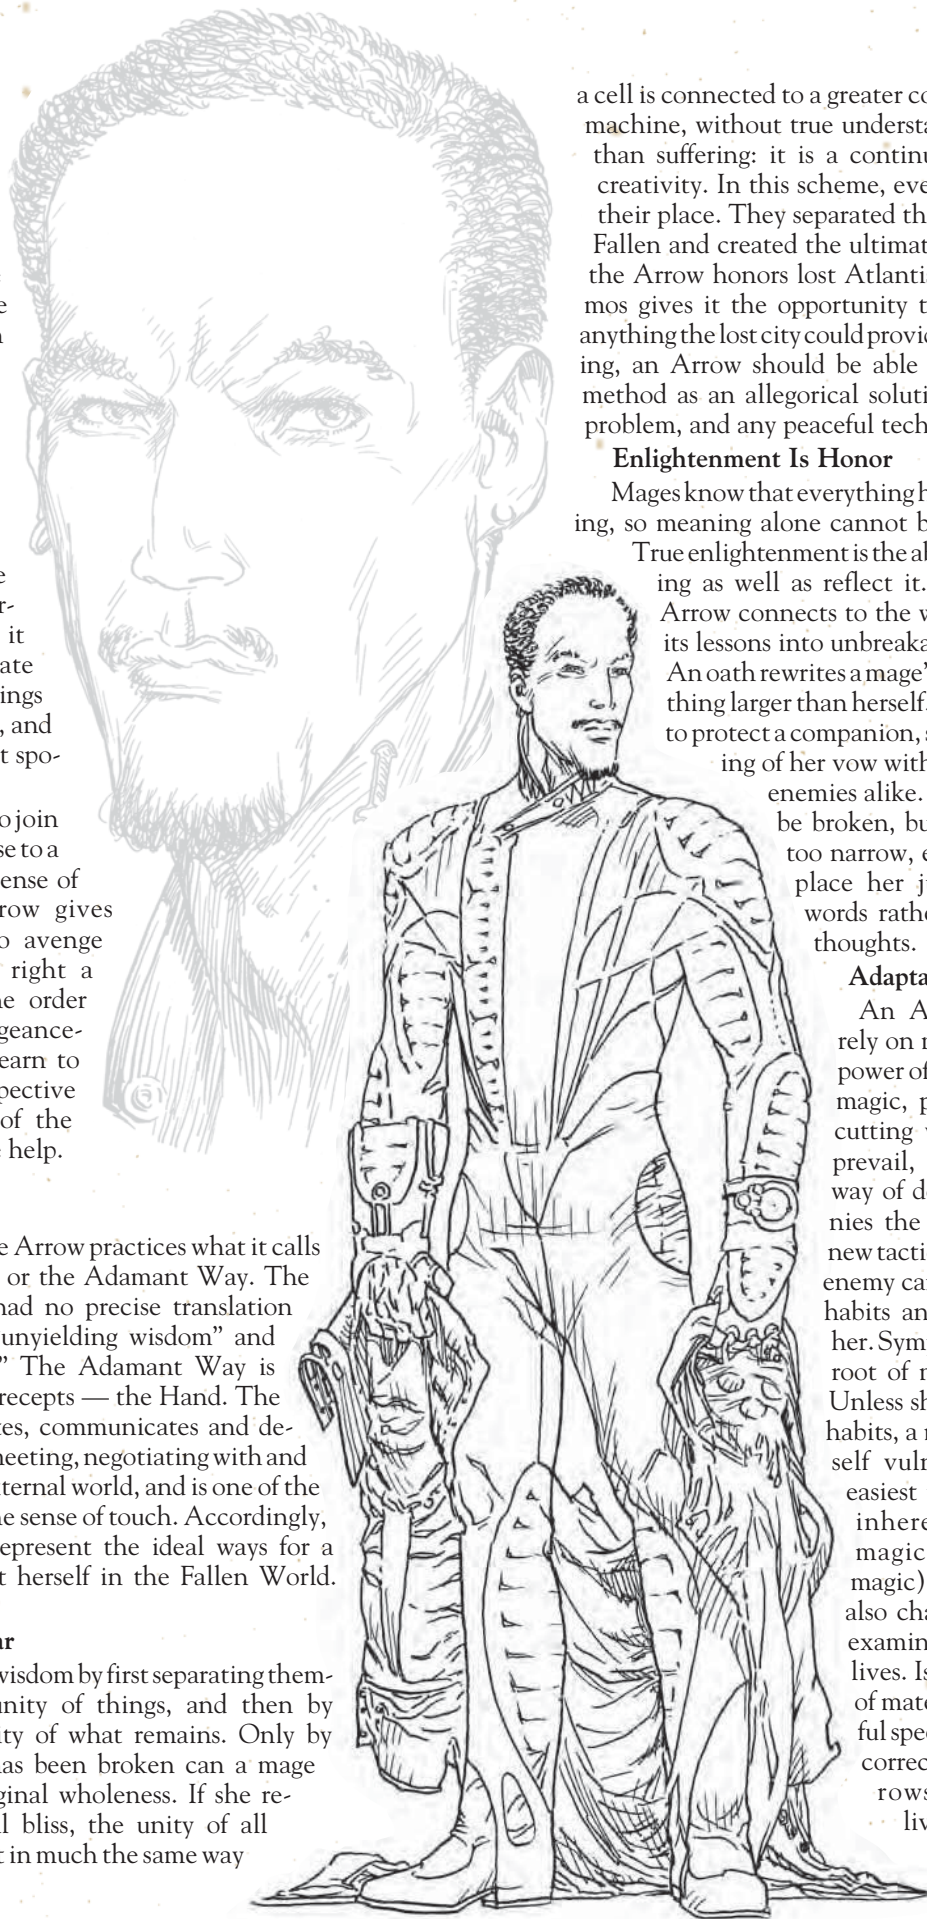 e
n
e
r-
it
ate
ings
, and
t spo-
o join
se to a
ense of
row gives
o avenge
right a
ne order
geance-
earn to
pective
of the
e help.
e Arrow practices what it calls
or the Adamant Way. The
had no precise translation
unyielding wisdom” and
” The Adamant Way is
recepts — the Hand. The
tes, communicates and de-
neeting, negotiating with and
ternal world, and is one of the
he sense of touch. Accordingly,
epresent the ideal ways for a
t herself in the Fallen World.
ar
wisdom by first separating them-
unity of things, and then by
ity of what remains. Only by
has been broken can a mage
ginal wholeness. If she re-
l bliss, the unity of all
t in much the same way
a cell is connected to a greater co
machine, without true understa
than suffering: it is a continu
creativity. In this scheme, eve
their place. They separated th
Fallen and created the ultimat
the Arrow honors lost Atlantis
mos gives it the opportunity t
anything the lost city could provid
ing, an Arrow should be able
method as an allegorical soluti
problem, and any peaceful tech
Enlightenment Is Honor
Mages know that everything h
ing, so meaning alone cannot b
True enlightenment is the ab
ing as well as reflect it.
Arrow connects to the w
its lessons into unbreaka
An oath rewrites a mage’
thing larger than herself.
to protect a companion, s
ing of her vow with
enemies alike.
be broken, bu
too narrow, e
place her j
words rathe
thoughts.
Adapta
An A
rely on m
power of
magic, p
cutting w
prevail,
way of de
nies the
new tactic
enemy can
habits an
her. Sym
root of m
Unless sh
habits, a m
self vuln
easiest
inhere
magic
magic)
also cha
examin
lives. Is
of mate
ful spec
correc
rows
liv